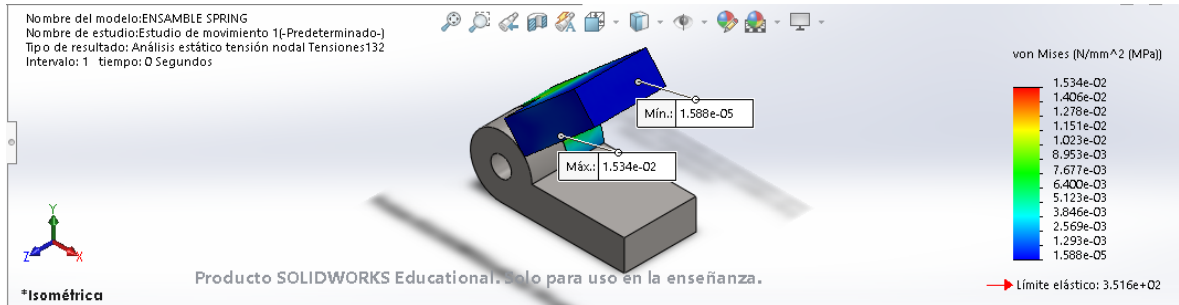 Nombre del modelo:ENSAMBLE SPRING
Nombre de estudio:Estudio de movimiento 1(-Predeterminado-)
Tipo de resultado: Análisis estático tensión nodal Tensiones132
Intervalo: 1   tiempo: 0 Segundos
von Mises (N/mm^2 (MPa))
1.534e-02
1.406e-02
1.278e-02
1.151e-02
1.023e-02
8.953e-03
7.677e-03
6.400e-03
5.123e-03
3.846e-03
2.569e-03
1.293e-03
1.588e-05
Límite elástico: 3.516e+02
Mín.: 1.588e-05
Máx.: 1.534e-02
Y
Z
X
Producto SOLIDWORKS Educational. Solo para uso en la enseñanza.
*Isométrica